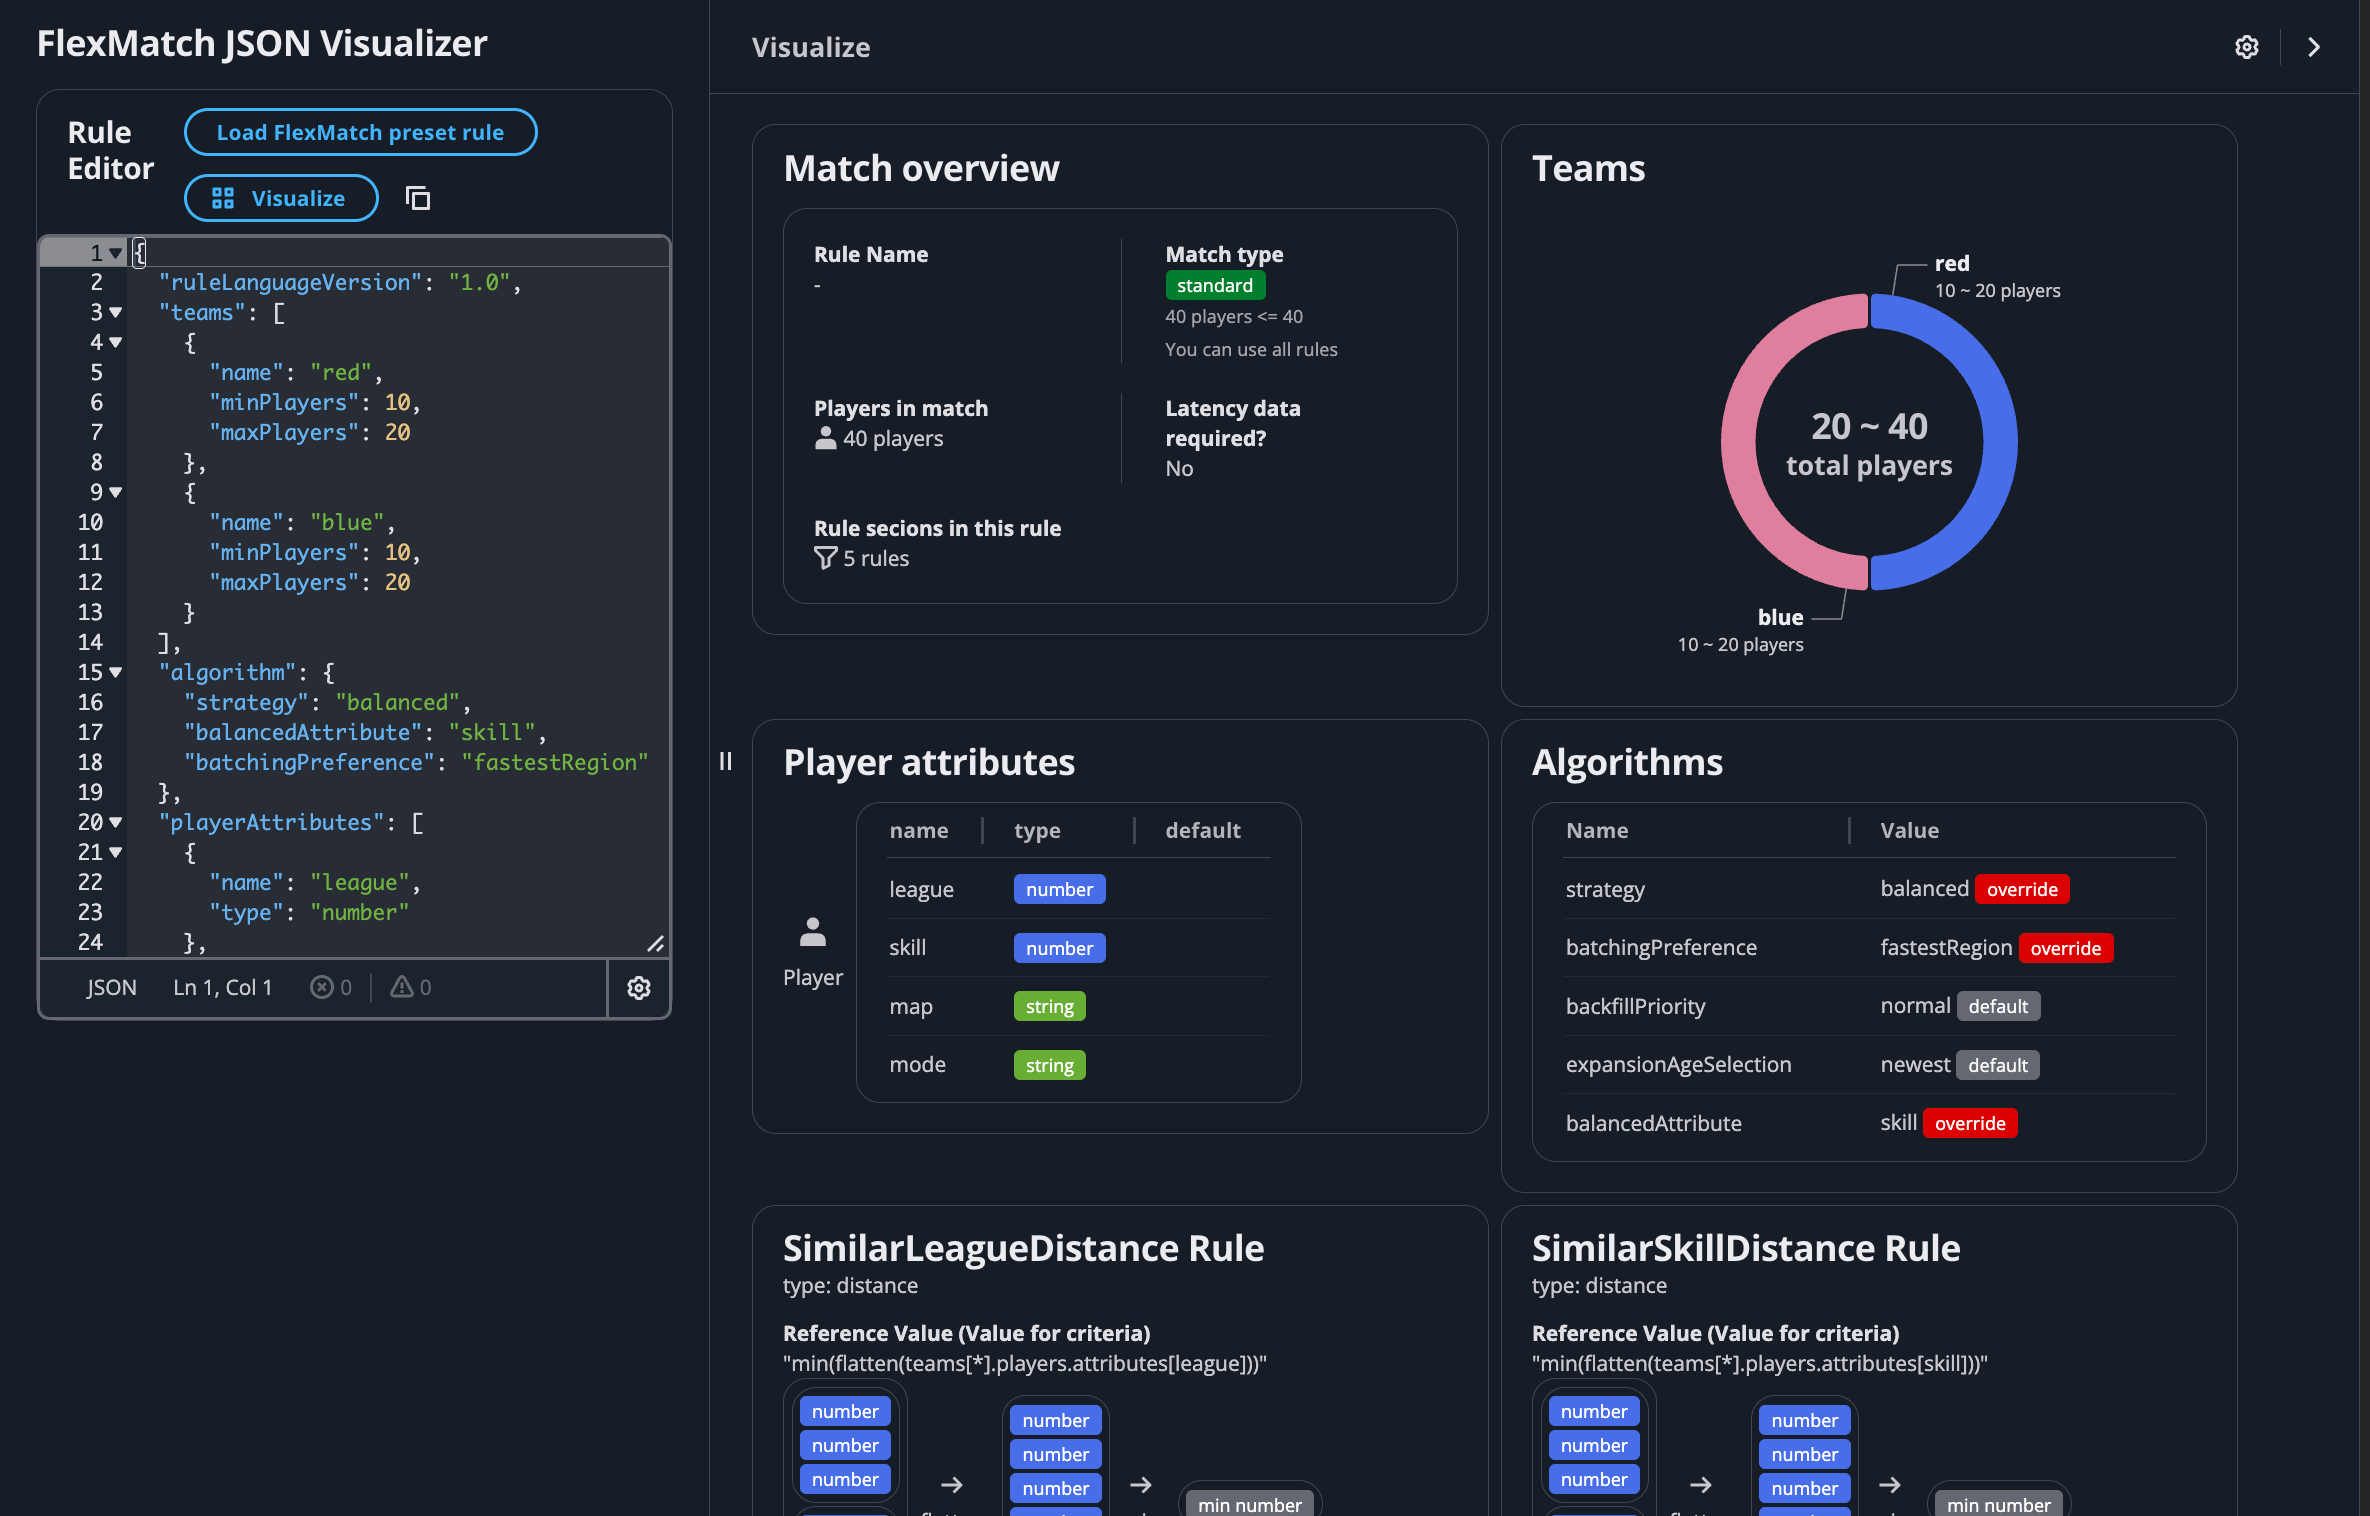 FlexMatch JSON Visualizer
Rule
Editor
Load FlexMatch preset rule
Visualize
1 {
2 "ruleLanguageVersion": "1.0",
3 "teams": [
4 {
5 "name": "red",
6 "minPlayers": 10,
7 "maxPlayers": 20
8 },
9 {
10 "name": "blue",
11 "minPlayers": 10,
12 "maxPlayers": 20
13 }
14 ],
15 "algorithm": {
16 "strategy": "balanced",
17 "balancedAttribute": "skill",
18 "batchingPreference": "fastestRegion"
19 },
20 "playerAttributes": [
21 {
22 "name": "league",
23 "type": "number"
24 },
JSON Ln 1, Col 1 0 0
Visualize
Match overview
Rule Name
-
Match type
standard
40 players <= 40
You can use all rules
Players in match
40 players
Latency data
required?
No
Rule secions in this rule
5 rules
Teams
red
10 ~ 20 players
20 ~ 40
total players
blue
10 ~ 20 players
Player attributes
Player
name type default
league number
skill number
map string
mode string
Algorithms
Name Value
strategy balanced override
batchingPreference fastestRegion override
backfillPriority normal default
expansionAgeSelection newest default
balancedAttribute skill override
SimilarLeagueDistance Rule
type: distance
Reference Value (Value for criteria)
"min(flatten(teams[*].players.attributes[league]))"
number
number
number
number
number
number
min number
SimilarSkillDistance Rule
type: distance
Reference Value (Value for criteria)
"min(flatten(teams[*].players.attributes[skill]))"
number
number
number
number
number
number
min number